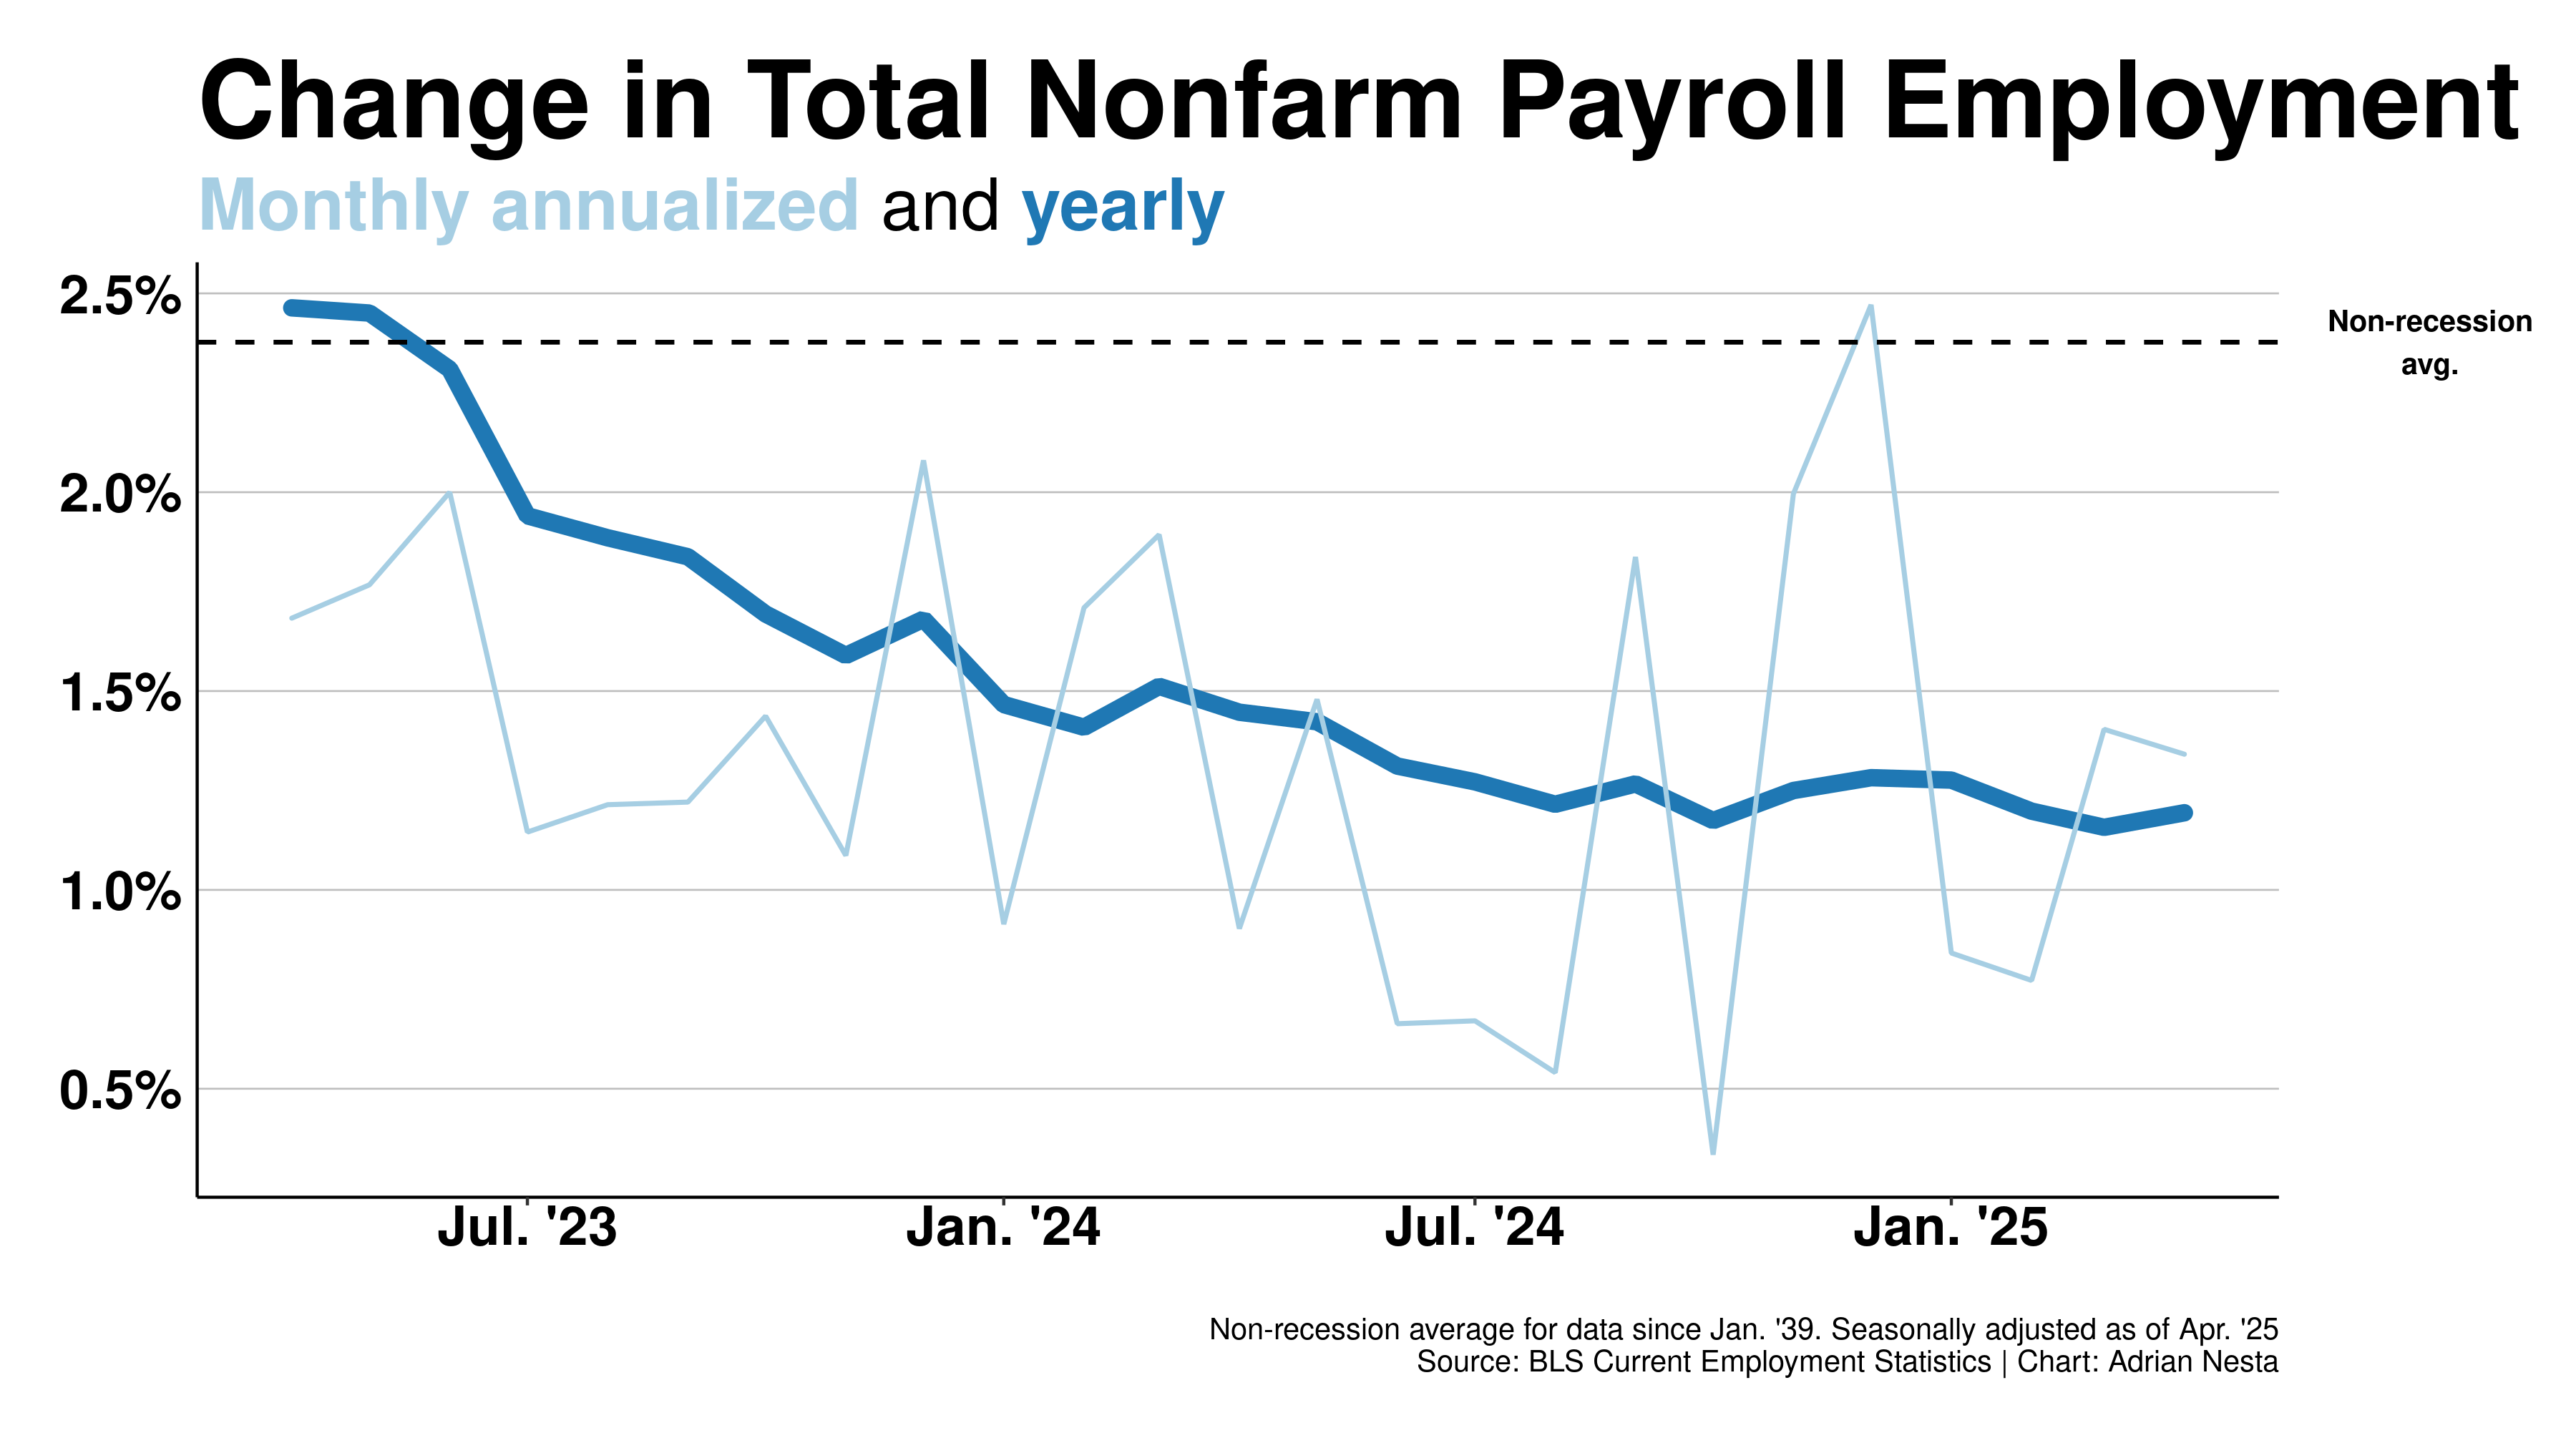 Change in Total Nonfarm Payroll Employment
Monthly annualized and yearly
2.5%
Non-recession
avg.
2.0%
1.5%
1.0%
0.5%
Jul. '23
Jan. '24
Jul. '24
Jan. '25
Non-recession average for data since Jan. '39. Seasonally adjusted as of Apr. '25
Source: BLS Current Employment Statistics | Chart: Adrian Nesta